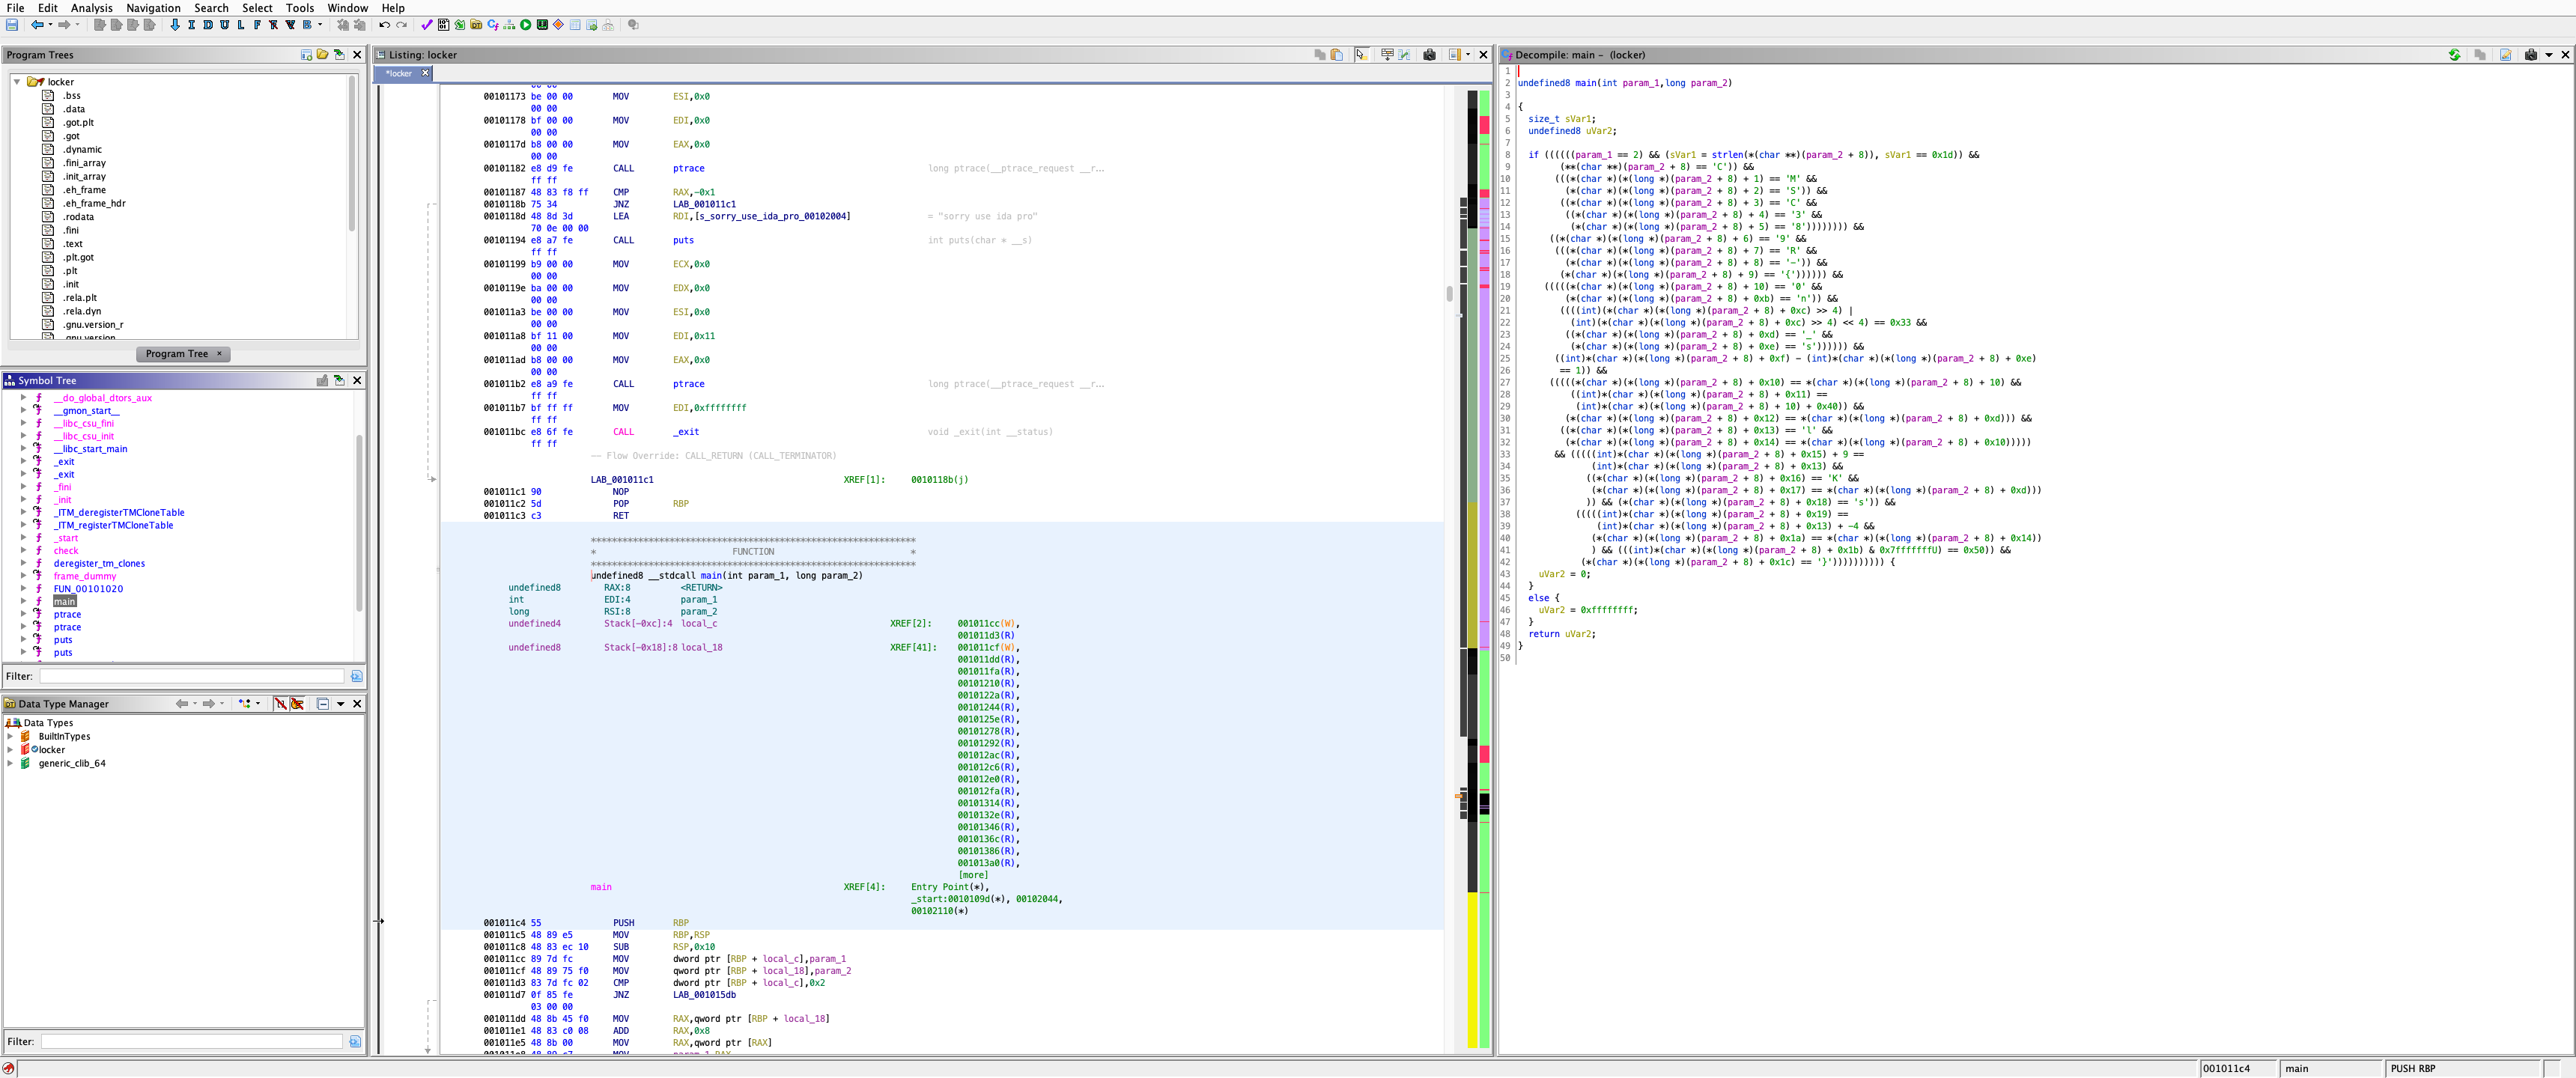 File Edit Analysis Navigation Search Select Tools Window Help
Program Trees
locker
.bss
.data
.got.plt
.got
.dynamic
.fini_array
.init_array
.eh_frame
.eh_frame_hdr
.rodata
.fini
.text
.plt.got
.plt
.init
.rela.plt
.rela.dyn
.gnu.version_r
Program Tree ×
Symbol Tree
__do_global_dtors_aux
__gmon_start__
__libc_csu_fini
__libc_csu_init
__libc_start_main
_exit
_exit
_fini
_init
_ITM_deregisterTMCloneTable
_ITM_registerTMCloneTable
_start
check
deregister_tm_clones
frame_dummy
FUN_00101020
main
ptrace
ptrace
puts
puts
Filter:
Data Type Manager
Data Types
BuiltInTypes
locker
generic_clib_64
Filter:
Listing: locker
*locker
00 00
00101173 be 00 00 MOV ESI,0x0
00 00
00101178 bf 00 00 MOV EDI,0x0
00 00
0010117d b8 00 00 MOV EAX,0x0
00 00
00101182 e8 d9 fe CALL ptrace long ptrace(__ptrace_request __r...
ff ff
00101187 48 83 f8 ff CMP RAX,-0x1
0010118b 75 34 JNZ LAB_001011c1
0010118d 48 8d 3d LEA RDI,[s_sorry_use_ida_pro_00102004] = "sorry use ida pro"
70 0e 00 00
00101194 e8 a7 fe CALL puts int puts(char * __s)
ff ff
00101199 b9 00 00 MOV ECX,0x0
00 00
0010119e ba 00 00 MOV EDX,0x0
00 00
001011a3 be 00 00 MOV ESI,0x0
00 00
001011a8 bf 11 00 MOV EDI,0x11
00 00
001011ad b8 00 00 MOV EAX,0x0
00 00
001011b2 e8 a9 fe CALL ptrace long ptrace(__ptrace_request __r...
ff ff
001011b7 bf ff ff MOV EDI,0xffffffff
ff ff
001011bc e8 6f fe CALL _exit void _exit(int __status)
ff ff
-- Flow Override: CALL_RETURN (CALL_TERMINATOR)
LAB_001011c1 XREF[1]: 0010118b(j)
001011c1 90 NOP
001011c2 5d POP RBP
001011c3 c3 RET
**************************************************************
* FUNCTION *
**************************************************************
undefined8 __stdcall main(int param_1, long param_2)
undefined8 RAX:8 <RETURN>
int EDI:4 param_1
long RSI:8 param_2
undefined4 Stack[-0xc]:4 local_c XREF[2]: 001011cc(W),
001011d3(R)
undefined8 Stack[-0x18]:8 local_18 XREF[41]: 001011cf(W),
001011dd(R),
001011fa(R),
00101210(R),
0010122a(R),
00101244(R),
0010125e(R),
00101278(R),
00101292(R),
001012ac(R),
001012c6(R),
001012e0(R),
001012fa(R),
00101314(R),
0010132e(R),
00101346(R),
0010136c(R),
00101386(R),
001013a0(R),
[more]
main XREF[4]: Entry Point(*),
_start:0010109d(*), 00102044,
00102110(*)
001011c4 55 PUSH RBP
001011c5 48 89 e5 MOV RBP,RSP
001011c8 48 83 ec 10 SUB RSP,0x10
001011cc 89 7d fc MOV dword ptr [RBP + local_c],param_1
001011cf 48 89 75 f0 MOV qword ptr [RBP + local_18],param_2
001011d3 83 7d fc 02 CMP dword ptr [RBP + local_c],0x2
001011d7 0f 85 fe JNZ LAB_001015db
03 00 00
001011dd 48 8b 45 f0 MOV RAX,qword ptr [RBP + local_18]
001011e1 48 83 c0 08 ADD RAX,0x8
001011e5 48 8b 00 MOV RAX,qword ptr [RAX]
Decompile: main - (locker)
1
2 undefined8 main(int param_1,long param_2)
3
4 {
5 size_t sVar1;
6 undefined8 uVar2;
7
8 if ((((((param_1 == 2) && (sVar1 = strlen(*(char **)(param_2 + 8)), sVar1 == 0x1d)) &&
9 (**(char **)(param_2 + 8) == 'C')) &&
10 (((*(char *)(*(long *)(param_2 + 8) + 1) == 'M' &&
11 (*(char *)(*(long *)(param_2 + 8) + 2) == 'S')) &&
12 ((*(char *)(*(long *)(param_2 + 8) + 3) == 'C' &&
13 ((*(char *)(*(long *)(param_2 + 8) + 4) == '3' &&
14 (*(char *)(*(long *)(param_2 + 8) + 5) == '8')))))))) &&
15 ((*(char *)(*(long *)(param_2 + 8) + 6) == '9' &&
16 (((*(char *)(*(long *)(param_2 + 8) + 7) == 'R' &&
17 (*(char *)(*(long *)(param_2 + 8) + 8) == '-')) &&
18 (*(char *)(*(long *)(param_2 + 8) + 9) == '{')))))) &&
19 (((((*(char *)(*(long *)(param_2 + 8) + 10) == '0' &&
20 (*(char *)(*(long *)(param_2 + 8) + 0xb) == 'n')) &&
21 ((((int)(*(char *)(*(long *)(param_2 + 8) + 0xc) >> 4) |
22 (int)(*(char *)(*(long *)(param_2 + 8) + 0xc) >> 4) << 4) == 0x33 &&
23 ((*(char *)(*(long *)(param_2 + 8) + 0xd) == '_' &&
24 (*(char *)(*(long *)(param_2 + 8) + 0xe) == 's')))))) &&
25 ((int)*(char *)(*(long *)(param_2 + 8) + 0xf) - (int)*(char *)(*(long *)(param_2 + 8) + 0xe)
26 == 1)) &&
27 (((((*(char *)(*(long *)(param_2 + 8) + 0x10) == *(char *)(*(long *)(param_2 + 8) + 10) &&
28 ((int)*(char *)(*(long *)(param_2 + 8) + 0x11) ==
29 (int)*(char *)(*(long *)(param_2 + 8) + 10) + 0x40)) &&
30 (*(char *)(*(long *)(param_2 + 8) + 0x12) == *(char *)(*(long *)(param_2 + 8) + 0xd))) &&
31 ((*(char *)(*(long *)(param_2 + 8) + 0x13) == 'l' &&
32 (*(char *)(*(long *)(param_2 + 8) + 0x14) == *(char *)(*(long *)(param_2 + 8) + 0x10)))))
33 && (((((int)*(char *)(*(long *)(param_2 + 8) + 0x15) + 9 ==
34 (int)*(char *)(*(long *)(param_2 + 8) + 0x13) &&
35 ((*(char *)(*(long *)(param_2 + 8) + 0x16) == 'K' &&
36 (*(char *)(*(long *)(param_2 + 8) + 0x17) == *(char *)(*(long *)(param_2 + 8) + 0xd)))
37 )) && (*(char *)(*(long *)(param_2 + 8) + 0x18) == 's')) &&
38 (((((int)*(char *)(*(long *)(param_2 + 8) + 0x19) ==
39 (int)*(char *)(*(long *)(param_2 + 8) + 0x13) + -4 &&
40 (*(char *)(*(long *)(param_2 + 8) + 0x1a) == *(char *)(*(long *)(param_2 + 8) + 0x14))
41 ) && (((int)*(char *)(*(long *)(param_2 + 8) + 0x1b) & 0x7fffffffU) == 0x50)) &&
42 (*(char *)(*(long *)(param_2 + 8) + 0x1c) == '}')))))))))) {
43 uVar2 = 0;
44 }
45 else {
46 uVar2 = 0xffffffff;
47 }
48 return uVar2;
49 }
50
001011c4 main PUSH RBP